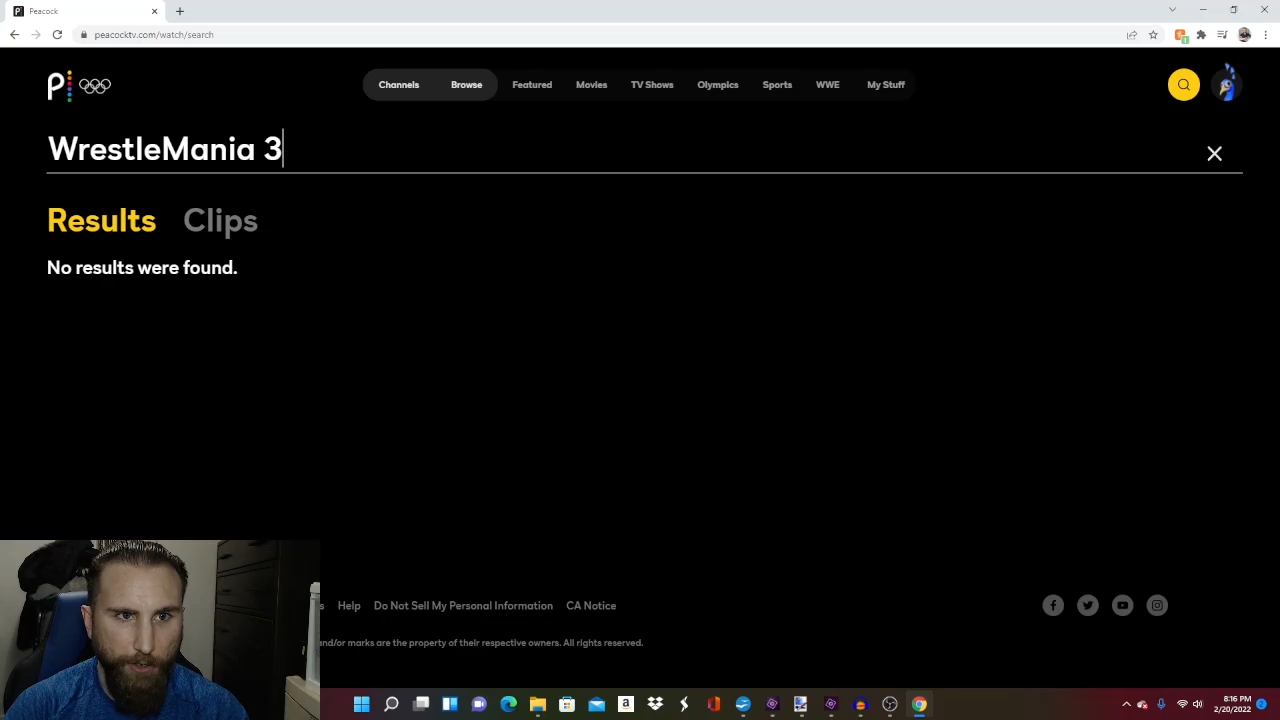 Peacock
peacocktv.com/watch/search
P
Channels Browse Featured Movies TV Shows Olympics Sports WWE My Stuff
WrestleMania 3
Results Clips
No results were found.
Help Do Not Sell My Personal Information CA Notice
and/or marks are the property of their respective owners. All rights reserved.
8:16 PM
2/20/2022